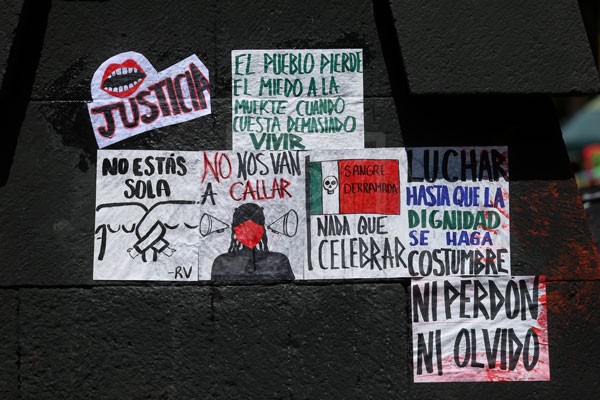 JUSTICIA
EL PUEBLO PIERDE
EL MIEDO A LA
MUERTE CUANDO
CUESTA DEMASIADO
VIVIR
NO ESTÁS
SOLA
-RV
NO NOS VAN
A CALLAR
SANGRE
DERRAMADA
NADA QUE
CELEBRAR
LUCHAR
HASTA QUE LA
DIGNIDAD
SE HAGA
COSTUMBRE
NI PERDÓN
NI OLVIDO